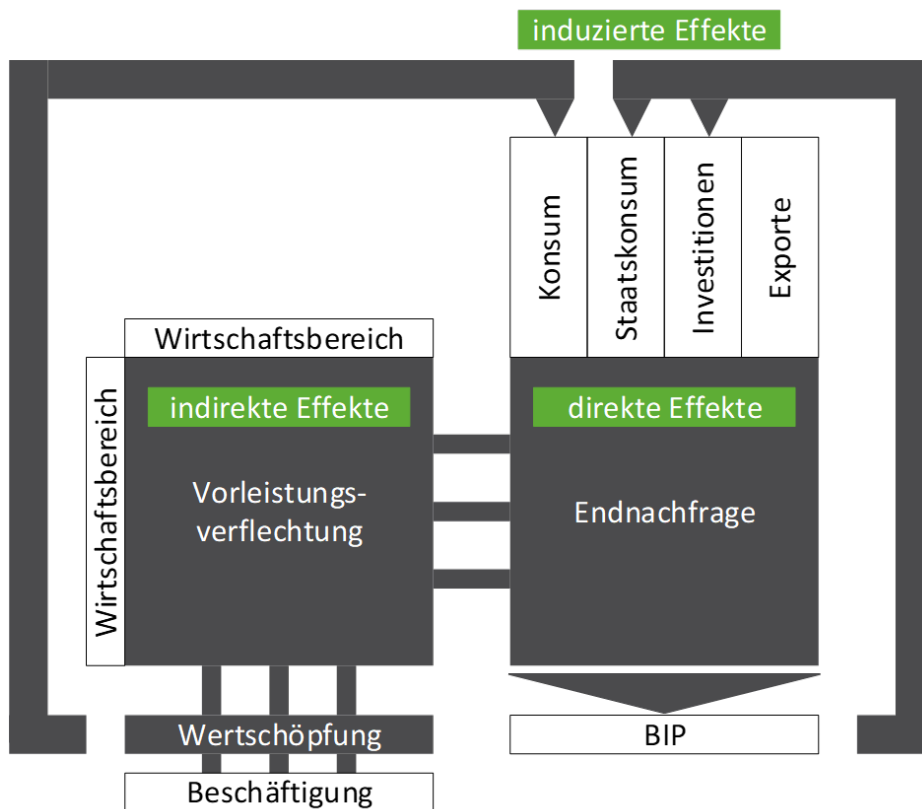 induzierte Effekte
Konsum
Staatskonsum
Investitionen
Exporte
Wirtschaftsbereich
Wirtschaftsbereich
indirekte Effekte
direkte Effekte
Vorleistungs-
verflechtung
Endnachfrage
Wertschöpfung
BIP
Beschäftigung